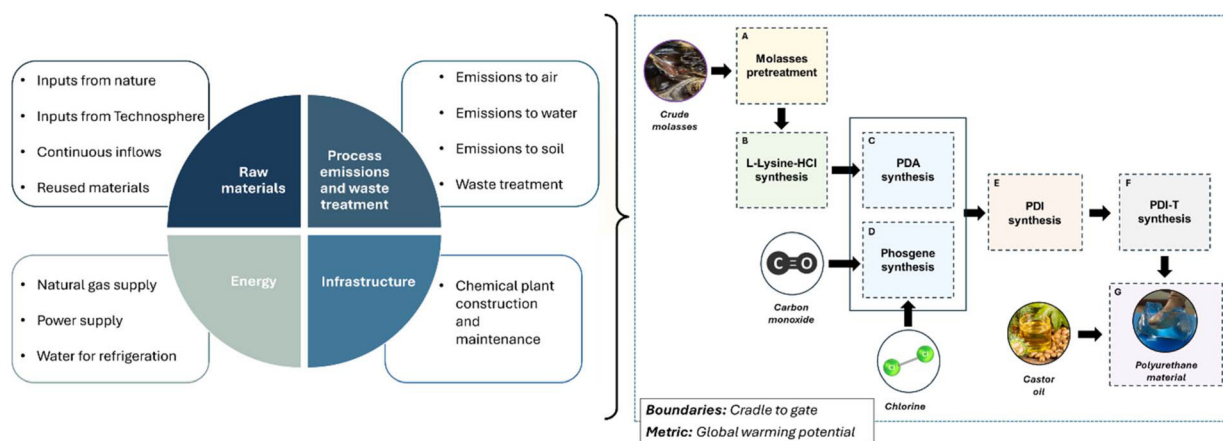 • Inputs from nature
• Inputs from Technosphere
• Continuous inflows
• Reused materials
Raw
materials
Process
emissions
and waste
treatment
• Emissions to air
• Emissions to water
• Emissions to soil
• Waste treatment
• Natural gas supply
• Power supply
• Water for refrigeration
Energy
Infrastructure
• Chemical plant
construction
and
maintenance
Crude
molasses
A
Molasses
pretreatment
B
L-Lysine-HCl
synthesis
C
PDA
synthesis
D
Phosgene
synthesis
C=O
Carbon
monoxide
Cl
Cl
Chlorine
E
PDI
synthesis
F
PDI-T
synthesis
Castor
oil
G
Polyurethane
material
Boundaries: Cradle to gate
Metric: Global warming potential